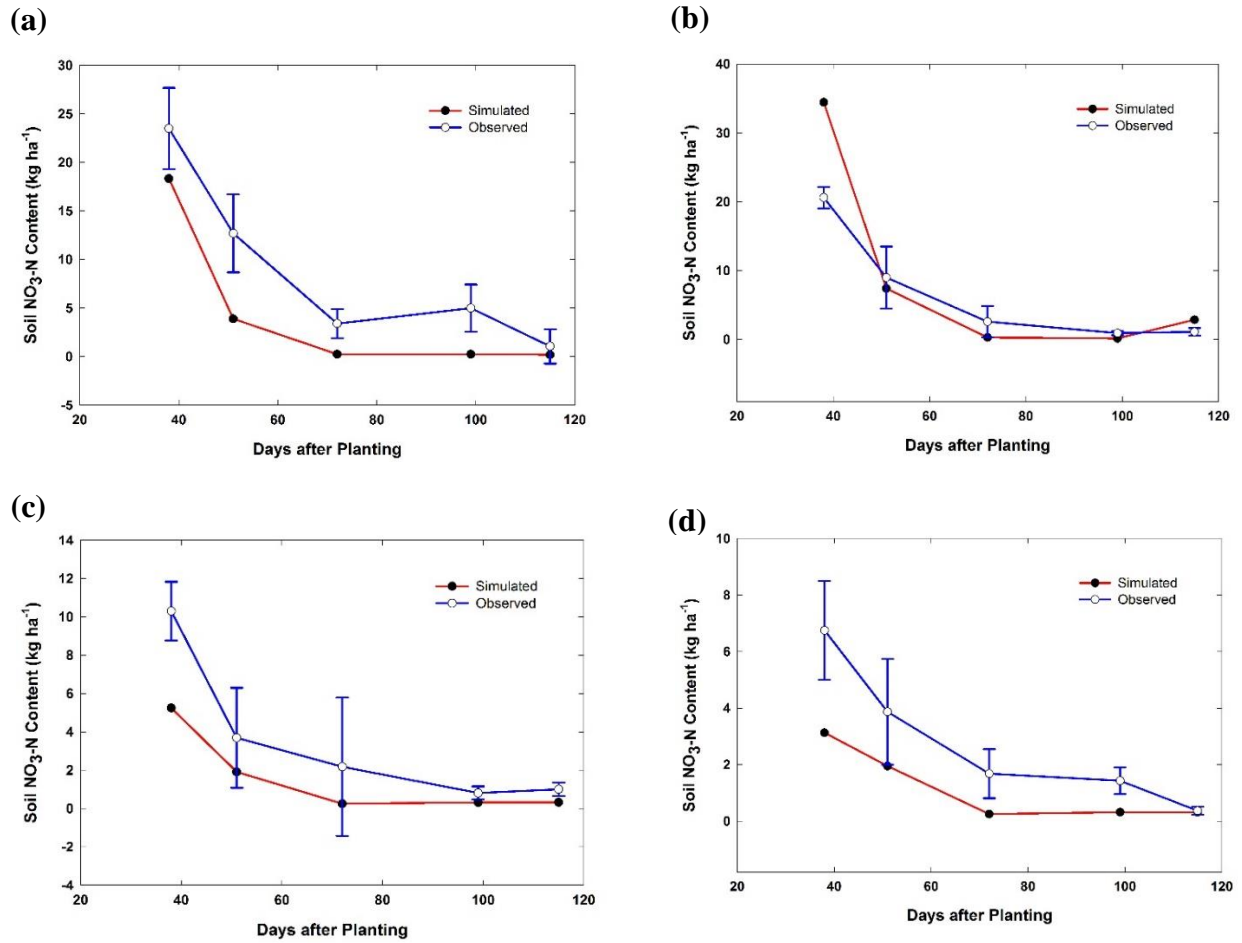 (a)
30
25
20
15
10
5
0
-5
20
40
60
80
100
120
Soil NO3-N Content (kg ha-1)
Days after Planting
Simulated
Observed
(b)
40
30
20
10
0
20
40
60
80
100
120
Soil NO3-N Content (kg ha-1)
Days after Planting
Simulated
Observed
(c)
14
12
10
8
6
4
2
0
-2
-4
20
40
60
80
100
120
Soil NO3-N Content (kg ha-1)
Days after Planting
Simulated
Observed
(d)
10
8
6
4
2
0
20
40
60
80
100
120
Soil NO3-N Content (kg ha-1)
Days after Planting
Simulated
Observed